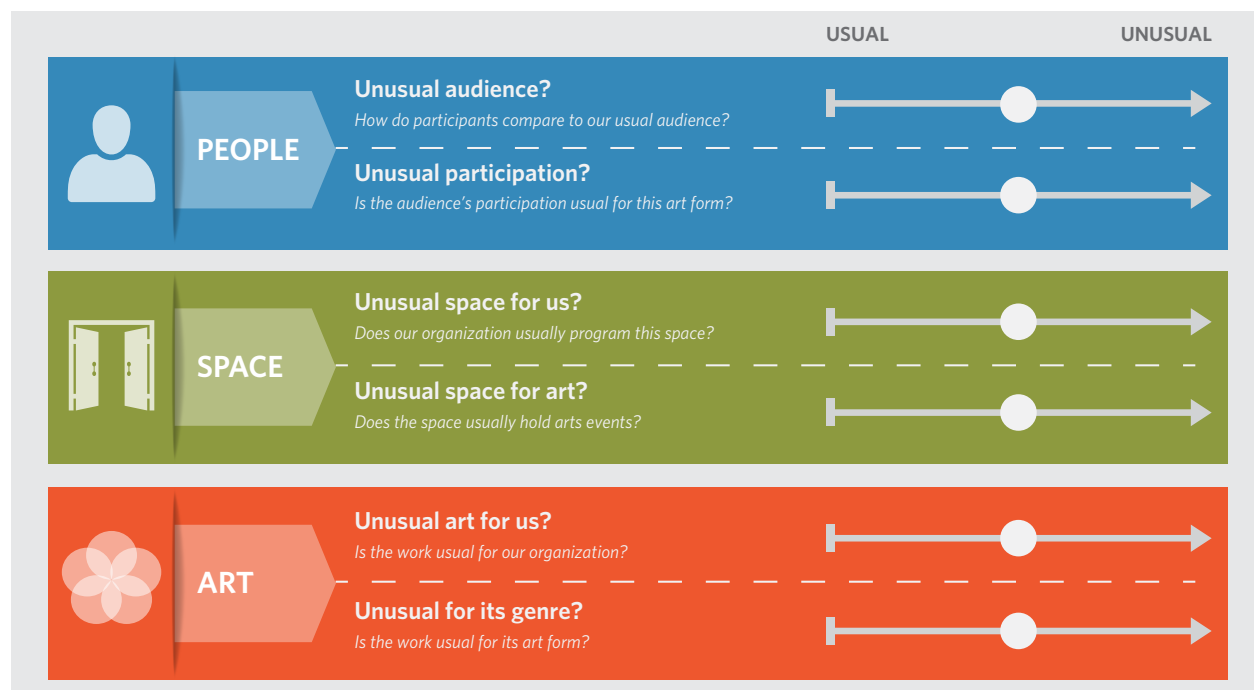 USUAL UNUSUAL
PEOPLE
Unusual audience?
How do participants compare to our usual audience?
Unusual participation?
Is the audience’s participation usual for this art form?
SPACE
Unusual space for us?
Does our organization usually program this space?
Unusual space for art?
Does the space usually hold arts events?
ART
Unusual art for us?
Is the work usual for our organization?
Unusual for its genre?
Is the work usual for its art form?